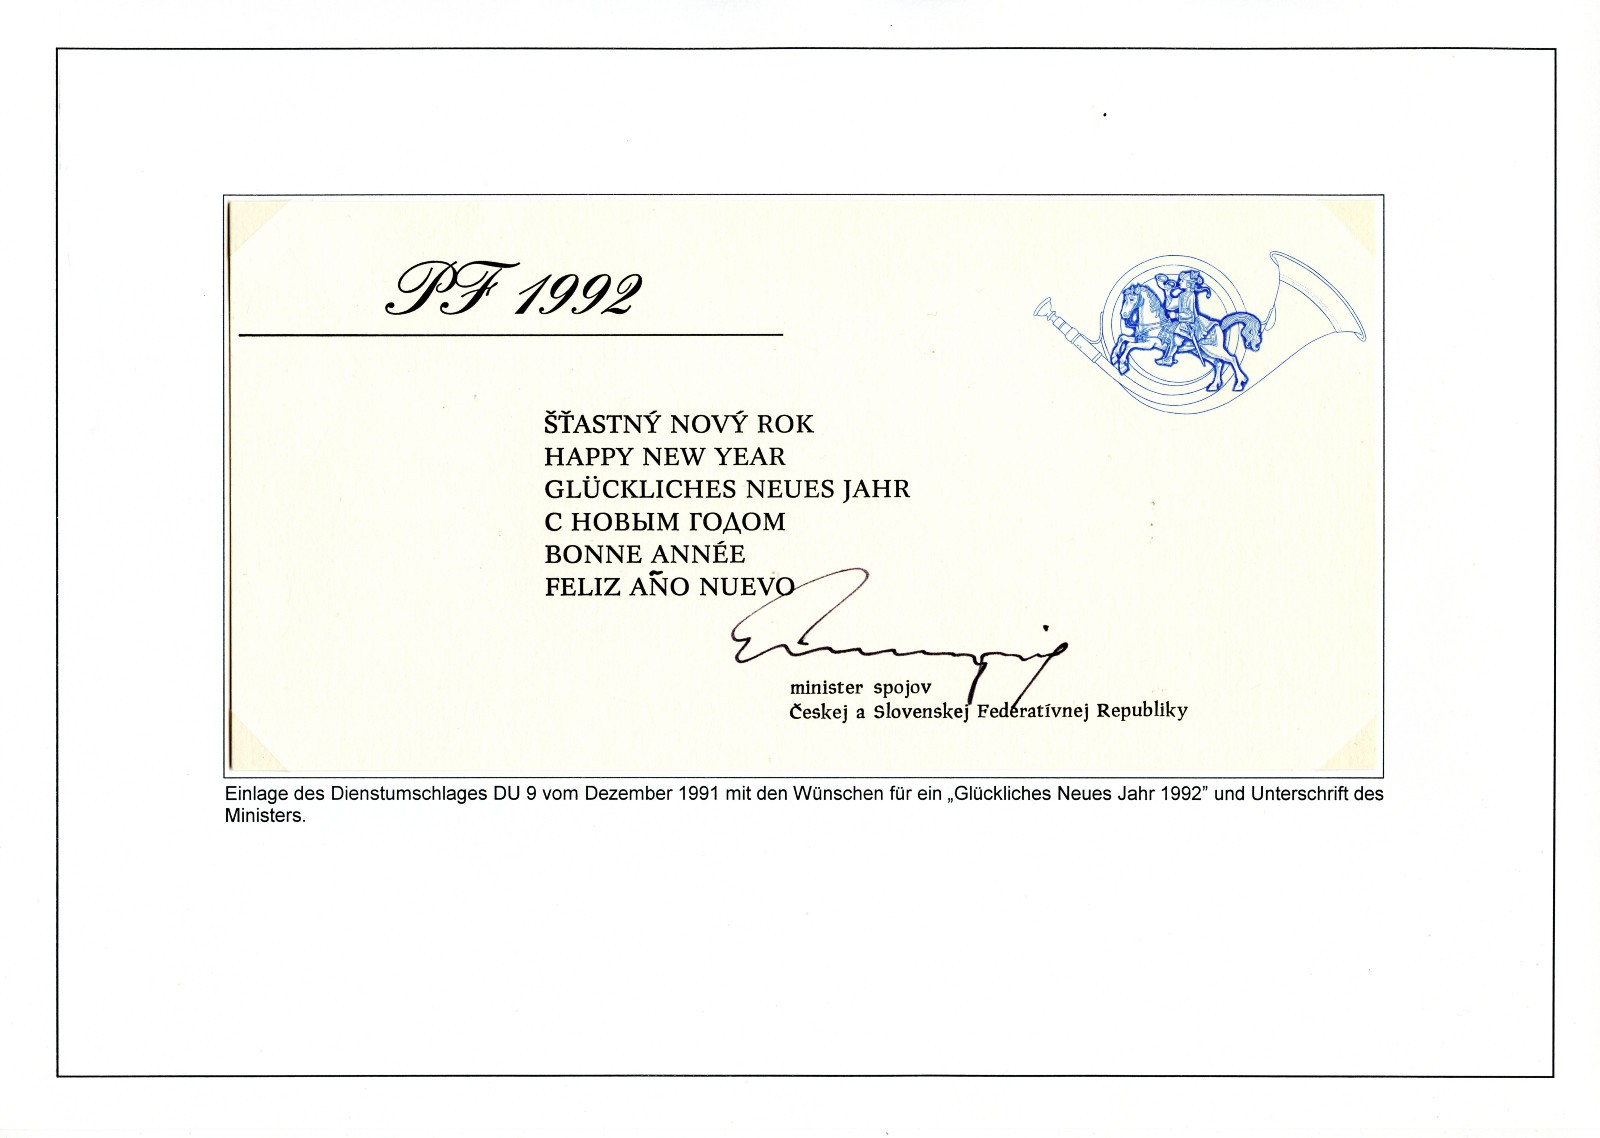 PF 1992
ŠŤASTNÝ NOVÝ ROK
HAPPY NEW YEAR
GLÜCKLICHES NEUES JAHR
С НОВЫМ ГОДОМ
BONNE ANNÉE
FELIZ AÑO NUEVO
minister spojov
Českej a Slovenskej Federatívnej Republiky
Einlage des Dienstumschlages DU 9 vom Dezember 1991 mit den Wünschen für ein „Glückliches Neues Jahr 1992” und Unterschrift des
Ministers.